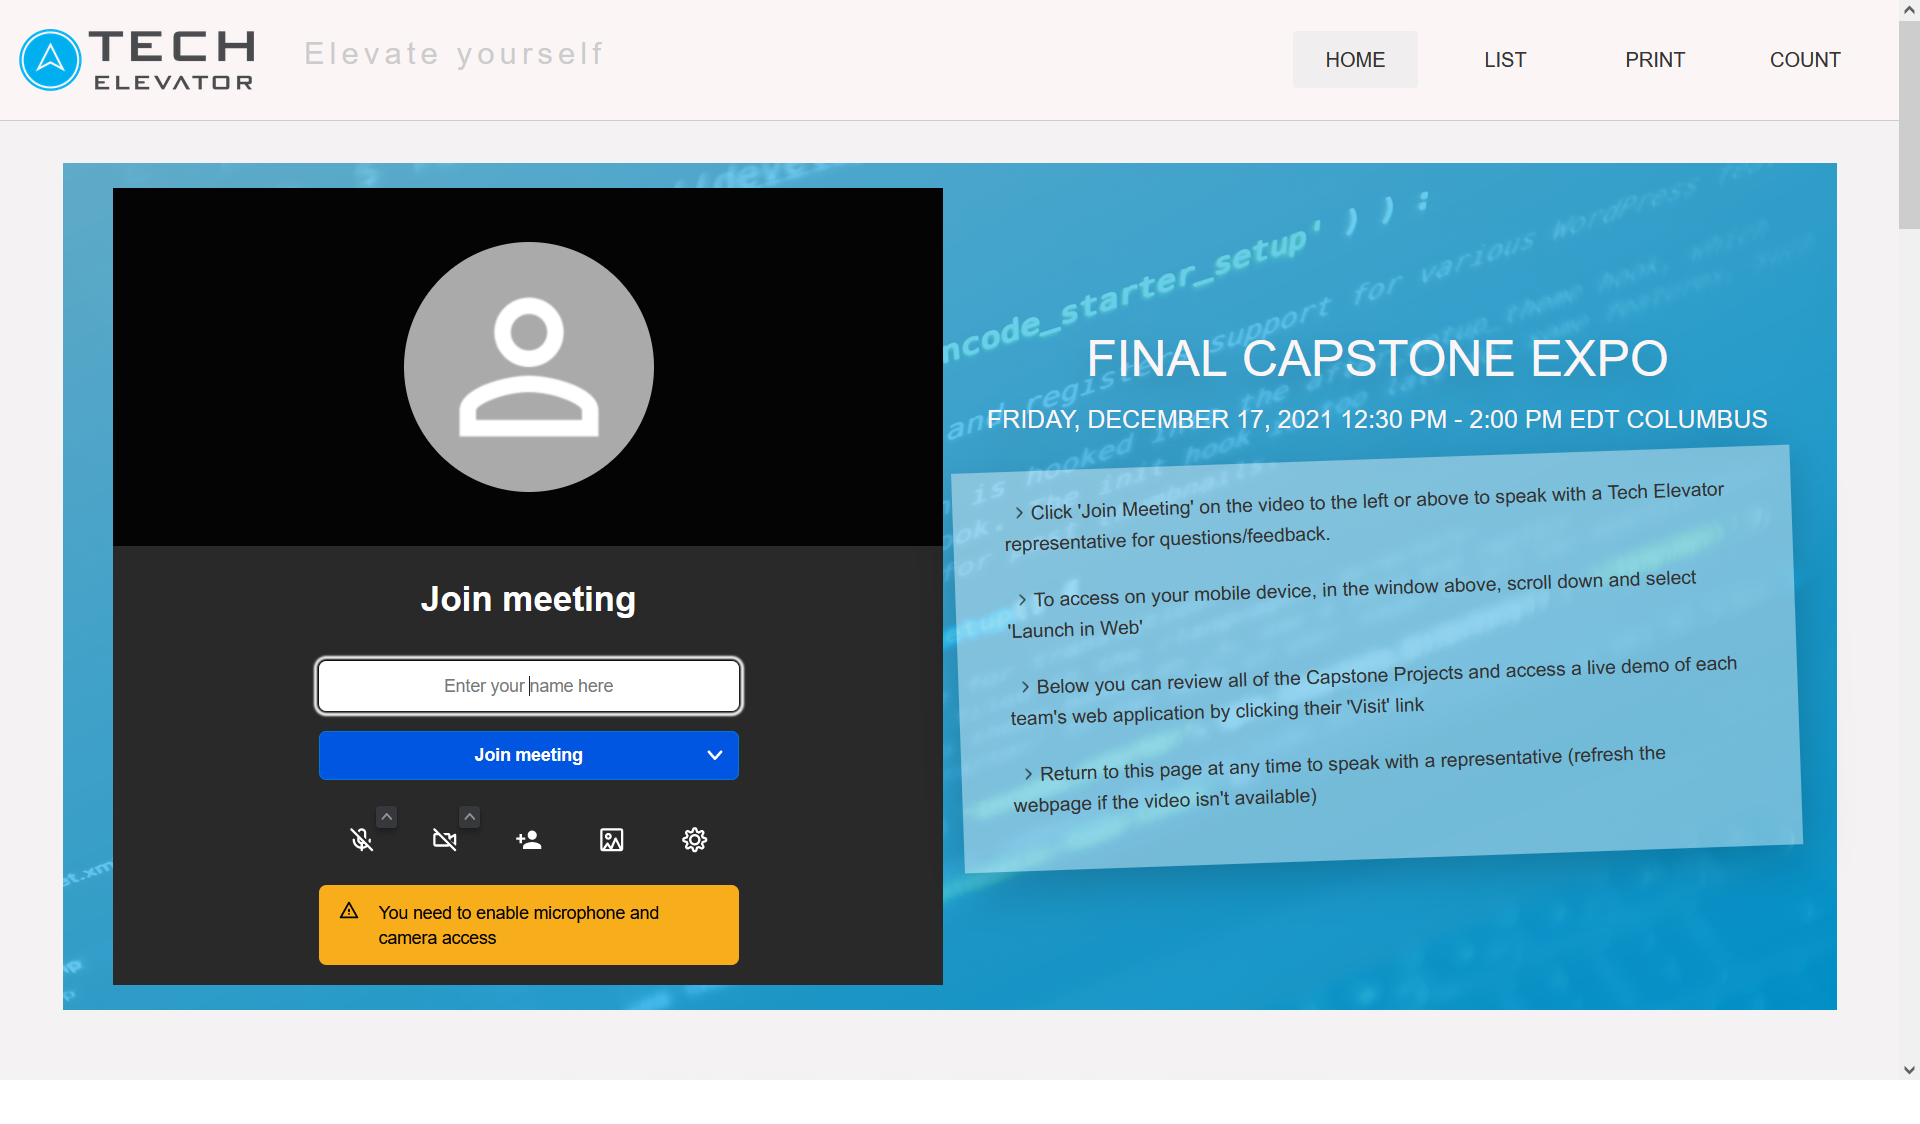 TECH
ELEVATOR
Elevate yourself
HOME
LIST
PRINT
COUNT
Join meeting
Enter your name here
Join meeting
You need to enable microphone and
camera access
ncode_starter_setup' ) ) :
FINAL CAPSTONE EXPO
FRIDAY, DECEMBER 17, 2021 12:30 PM - 2:00 PM EDT COLUMBUS
> Click 'Join Meeting' on the video to the left or above to speak with a Tech Elevator
representative for questions/feedback.
> To access on your mobile device, in the window above, scroll down and select
'Launch in Web'
> Below you can review all of the Capstone Projects and access a live demo of each
team's web application by clicking their 'Visit' link
> Return to this page at any time to speak with a representative (refresh the
webpage if the video isn't available)